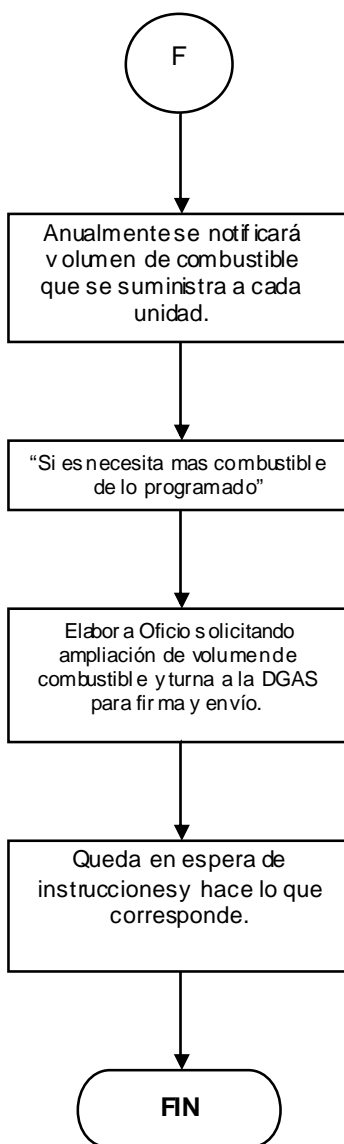 F
Anualmente se notificará
volumen de combustible
que se suministra a cada
unidad.
“Si es necesita mas combustible
de lo programado”
Elabora Oficio solicitando
ampliación de volumen de
combustible y turna a la DGAS
para firma y envío.
Queda en espera de
instrucciones y hace lo que
corresponde.
FIN